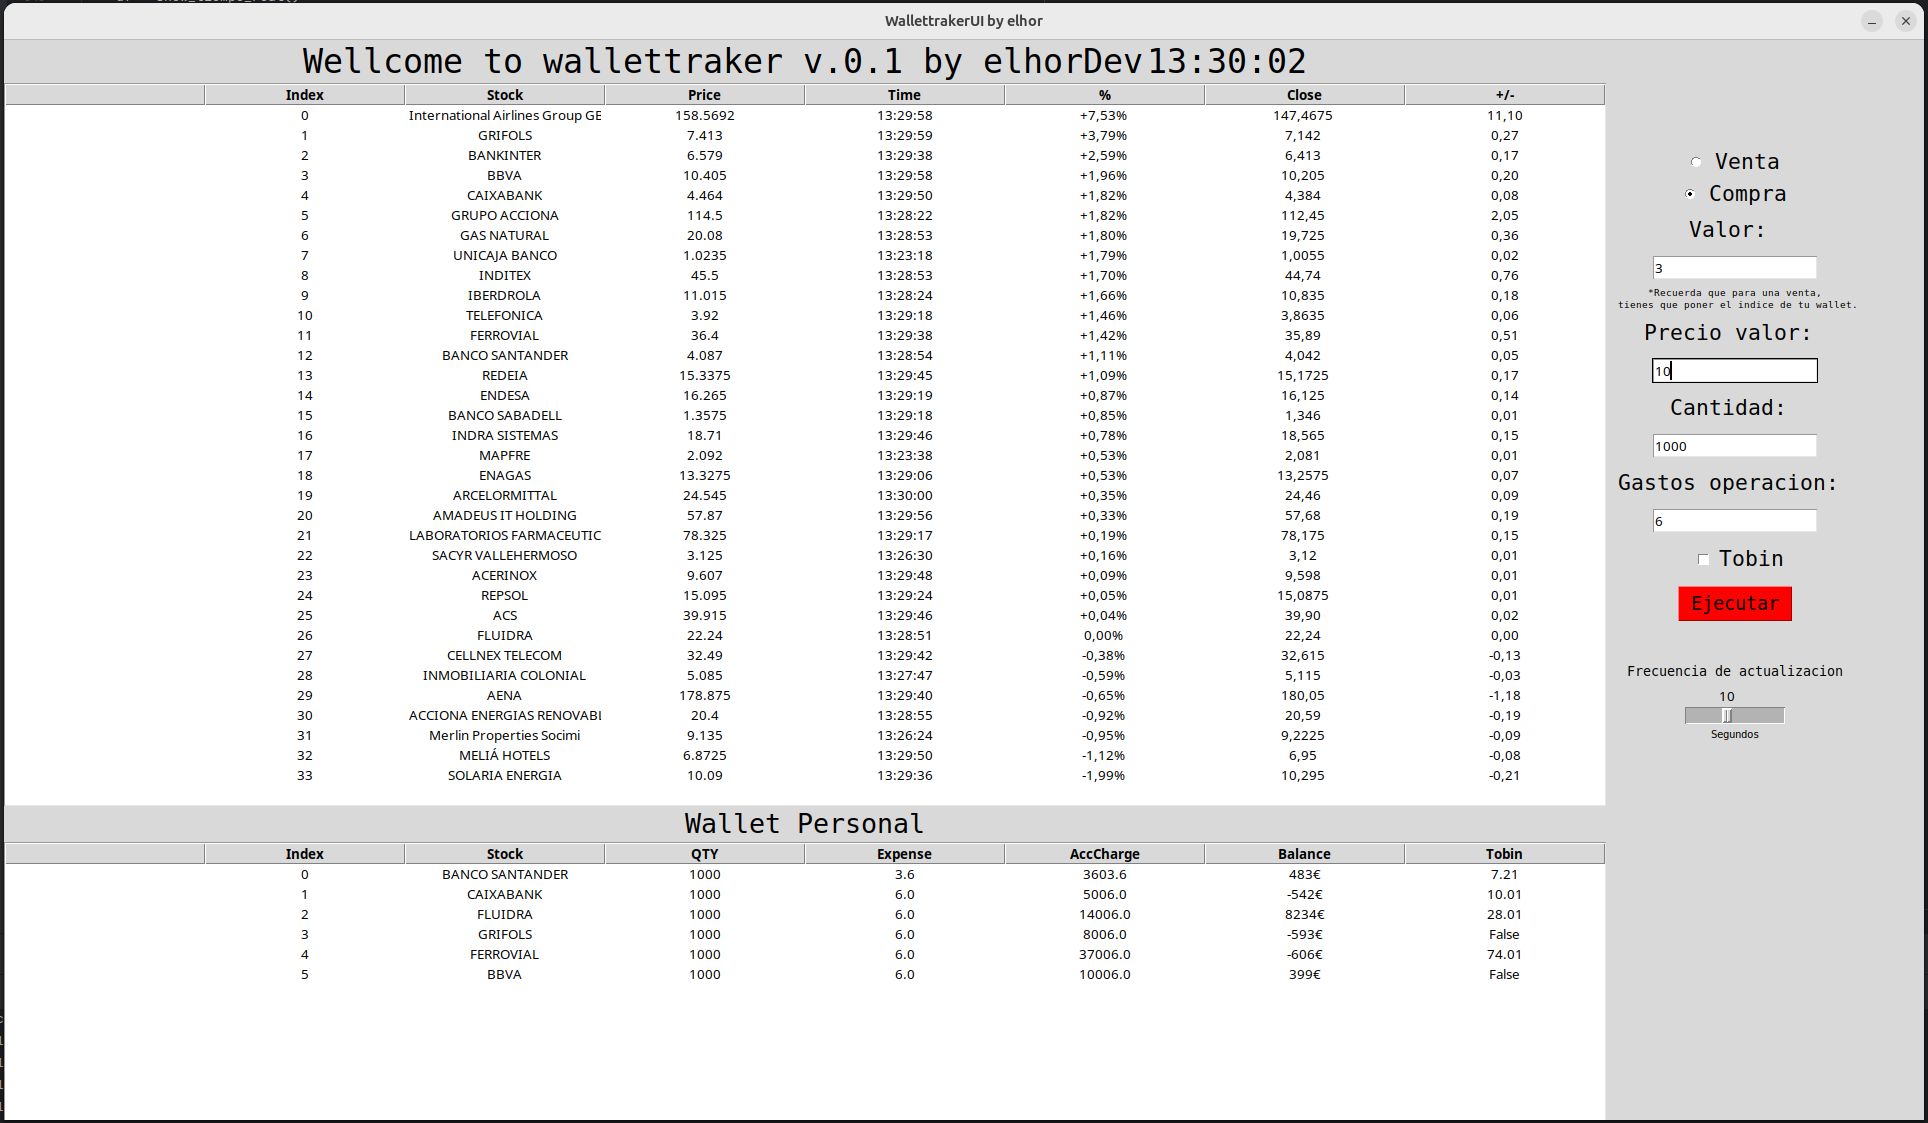 WallettrakerUI by elhor
Wellcome to wallettraker v.0.1 by elhorDev 13:30:02
Index Stock Price Time % Close +/-
0 International Airlines Group GE 158.5692 13:29:58 +7,53% 147,4675 11,10
1 GRIFOLS 7.413 13:29:59 +3,79% 7,142 0,27
2 BANKINTER 6.579 13:29:38 +2,59% 6,413 0,17
3 BBVA 10.405 13:29:58 +1,96% 10,205 0,20
4 CAIXABANK 4.464 13:29:50 +1,82% 4,384 0,08
5 GRUPO ACCIONA 114.5 13:28:22 +1,82% 112,45 2,05
6 GAS NATURAL 20.08 13:28:53 +1,80% 19,725 0,36
7 UNICAJA BANCO 1.0235 13:23:18 +1,79% 1,0055 0,02
8 INDITEX 45.5 13:28:53 +1,70% 44,74 0,76
9 IBERDROLA 11.015 13:28:24 +1,66% 10,835 0,18
10 TELEFONICA 3.92 13:29:18 +1,46% 3,8635 0,06
11 FERROVIAL 36.4 13:29:38 +1,42% 35,89 0,51
12 BANCO SANTANDER 4.087 13:28:54 +1,11% 4,042 0,05
13 REDEIA 15.3375 13:29:45 +1,09% 15,1725 0,17
14 ENDESA 16.265 13:29:19 +0,87% 16,125 0,14
15 BANCO SABADELL 1.3575 13:29:18 +0,85% 1,346 0,01
16 INDRA SISTEMAS 18.71 13:29:46 +0,78% 18,565 0,15
17 MAPFRE 2.092 13:23:38 +0,53% 2,081 0,01
18 ENAGAS 13.3275 13:29:06 +0,53% 13,2575 0,07
19 ARCELORMITTAL 24.545 13:30:00 +0,35% 24,46 0,09
20 AMADEUS IT HOLDING 57.87 13:29:56 +0,33% 57,68 0,19
21 LABORATORIOS FARMACEUTIC 78.325 13:29:17 +0,19% 78,175 0,15
22 SACYR VALLEHERMOSO 3.125 13:26:30 +0,16% 3,12 0,01
23 ACERINOX 9.607 13:29:48 +0,09% 9,598 0,01
24 REPSOL 15.095 13:29:24 +0,05% 15,0875 0,01
25 ACS 39.915 13:29:46 +0,04% 39,90 0,02
26 FLUIDRA 22.24 13:28:51 0,00% 22,24 0,00
27 CELLNEX TELECOM 32.49 13:29:42 -0,38% 32,615 -0,13
28 INMOBILIARIA COLONIAL 5.085 13:27:47 -0,59% 5,115 -0,03
29 AENA 178.875 13:29:40 -0,65% 180,05 -1,18
30 ACCIONA ENERGIAS RENOVABI 20.4 13:28:55 -0,92% 20,59 -0,19
31 Merlin Properties Socimi 9.135 13:26:24 -0,95% 9,2225 -0,09
32 MELIÁ HOTELS 6.8725 13:29:50 -1,12% 6,95 -0,08
33 SOLARIA ENERGIA 10.09 13:29:36 -1,99% 10,295 -0,21
Wallet Personal
Index Stock QTY Expense AccCharge Balance Tobin
0 BANCO SANTANDER 1000 3.6 3603.6 483€ 7.21
1 CAIXABANK 1000 6.0 5006.0 -542€ 10.01
2 FLUIDRA 1000 6.0 14006.0 8234€ 28.01
3 GRIFOLS 1000 6.0 8006.0 -593€ False
4 FERROVIAL 1000 6.0 37006.0 -606€ 74.01
5 BBVA 1000 6.0 10006.0 399€ False
Venta
Compra
Valor:
3
*Recuerda que para una venta,
tienes que poner el indice de tu wallet.
Precio valor:
10
Cantidad:
1000
Gastos operacion:
6
Tobin
Ejecutar
Frecuencia de actualizacion
10
Segundos